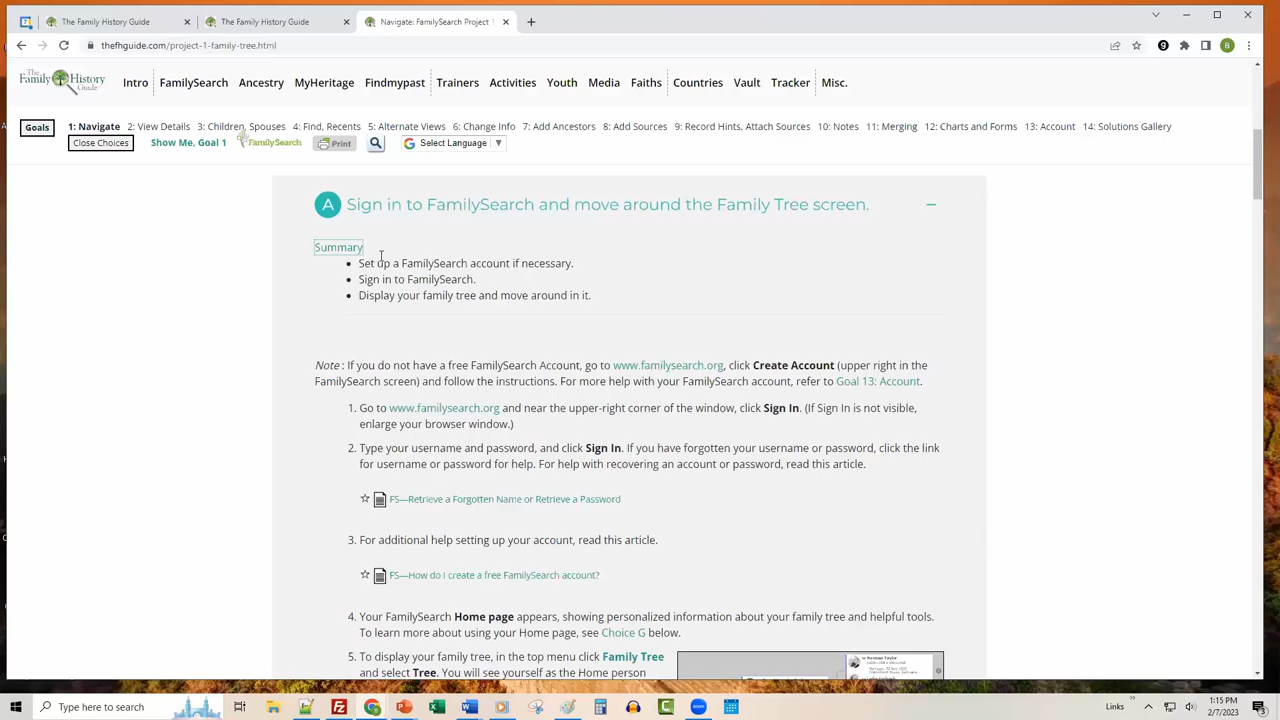 The Family History Guide
The Family History Guide
Navigate: FamilySearch Project 1
thefhguide.com/project-1-family-tree.html
The Family History Guide
Intro FamilySearch Ancestry MyHeritage Findmypast Trainers Activities Youth Media Faiths Countries Vault Tracker Misc.
Goals 1: Navigate 2: View Details 3: Children, Spouses 4: Find, Recents 5: Alternate Views 6: Change Info 7: Add Ancestors 8: Add Sources 9: Record Hints, Attach Sources 10: Notes 11: Merging 12: Charts and Forms 13: Account 14: Solutions Gallery
Close Choices Show Me, Goal 1 FamilySearch Print G Select Language ▼
A Sign in to FamilySearch and move around the Family Tree screen. −
Summary
• Set up a FamilySearch account if necessary.
• Sign in to FamilySearch.
• Display your family tree and move around in it.
Note : If you do not have a free FamilySearch Account, go to www.familysearch.org, click Create Account (upper right in the
FamilySearch screen) and follow the instructions. For more help with your FamilySearch account, refer to Goal 13: Account.
1. Go to www.familysearch.org and near the upper-right corner of the window, click Sign In. (If Sign In is not visible,
enlarge your browser window.)
2. Type your username and password, and click Sign In. If you have forgotten your username or password, click the link
for username or password for help. For help with recovering an account or password, read this article.
FS—Retrieve a Forgotten Name or Retrieve a Password
3. For additional help setting up your account, read this article.
FS—How do I create a free FamilySearch account?
4. Your FamilySearch Home page appears, showing personalized information about your family tree and helpful tools.
To learn more about using your Home page, see Choice G below.
5. To display your family tree, in the top menu click Family Tree
and select Tree. You will see yourself as the Home person
Type here to search
Links
1:15 PM
2/7/2023